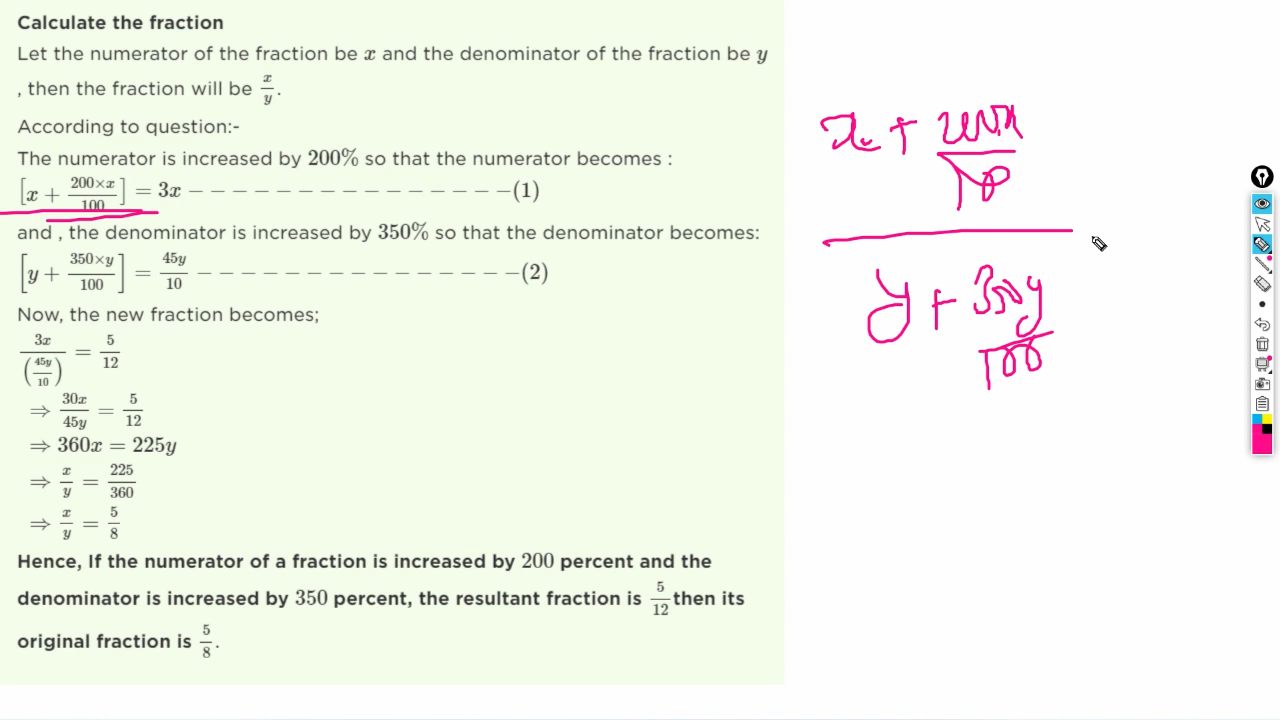 Calculate the fraction
Let the numerator of the fraction be x and the denominator of the fraction be y
, then the fraction will be x/y.
According to question:-
The numerator is increased by 200% so that the numerator becomes :
[x + 200×x/100] = 3x − − − − − − − − − − − − − − − −(1)
and , the denominator is increased by 350% so that the denominator becomes:
[y + 350×y/100] = 45y/10 − − − − − − − − − − − − − − − −(2)
Now, the new fraction becomes;
3x/(45y/10) = 5/12
⇒ 30x/45y = 5/12
⇒ 360x = 225y
⇒ x/y = 225/360
⇒ x/y = 5/8
Hence, If the numerator of a fraction is increased by 200 percent and the
denominator is increased by 350 percent, the resultant fraction is 5/12 then its
original fraction is 5/8.
x + 200x
y + 350y
100